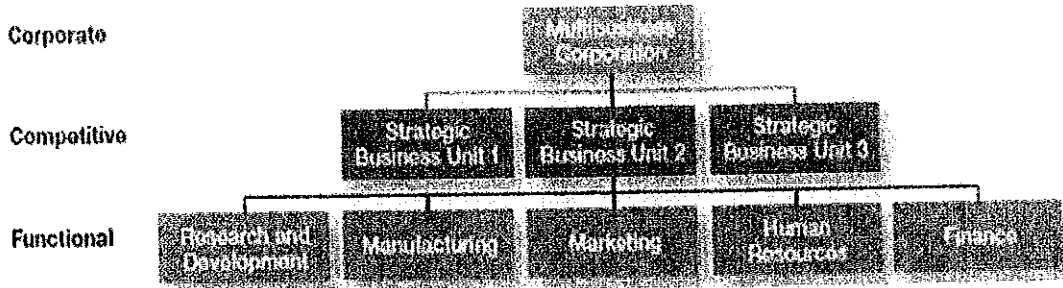 Corporate
Multibusiness
Corporation
Competitive
Strategic
Business Unit 1
Strategic
Business Unit 2
Strategic
Business Unit 3
Functional
Research and
Development
Manufacturing
Marketing
Human
Resources
Finance